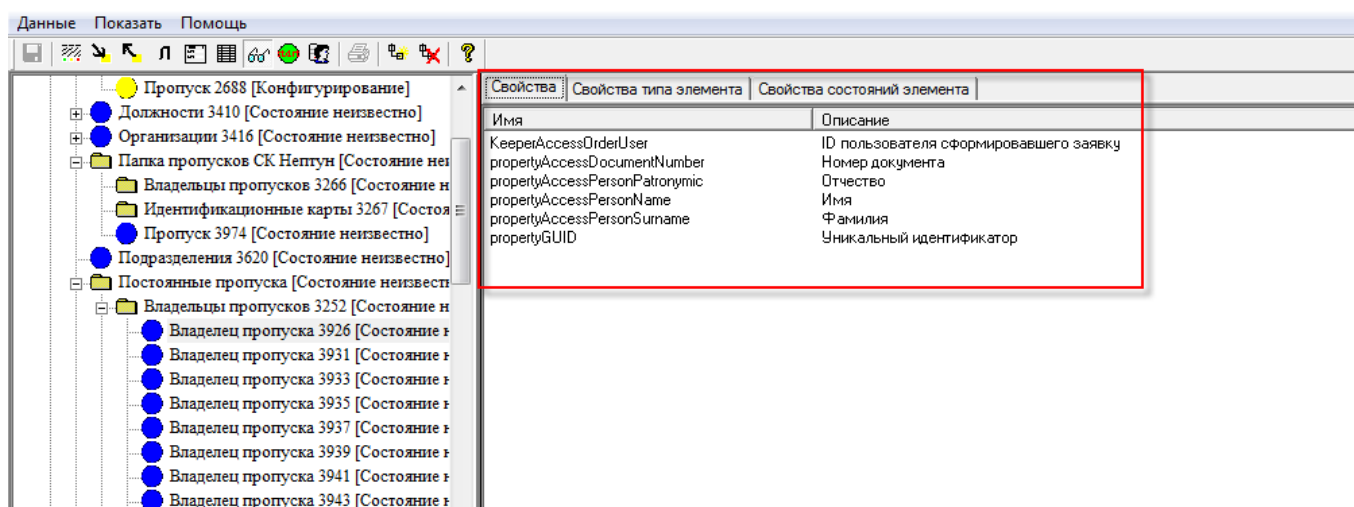 Данные Показать Помощь
Пропуск 2688 [Конфигурирование]
Должности 3410 [Состояние неизвестно]
Организации 3416 [Состояние неизвестно]
Папка пропусков СК Нептун [Состояние неи
Владельцы пропусков 3266 [Состояние н
Идентификационные карты 3267 [Состоя
Пропуск 3974 [Состояние неизвестно]
Подразделения 3620 [Состояние неизвестно]
Постоянные пропуска [Состояние неизвестн
Владельцы пропусков 3252 [Состояние н
Владелец пропуска 3926 [Состояние н
Владелец пропуска 3931 [Состояние н
Владелец пропуска 3933 [Состояние н
Владелец пропуска 3935 [Состояние н
Владелец пропуска 3937 [Состояние н
Владелец пропуска 3939 [Состояние н
Владелец пропуска 3941 [Состояние н
Владелец пропуска 3943 [Состояние н
Свойства Свойства типа элемента Свойства состояний элемента
Имя Описание
KeeperAccessOrderUser ID пользователя сформировавшего заявку
propertyAccessDocumentNumber Номер документа
propertyAccessPersonPatronymic Отчество
propertyAccessPersonName Имя
propertyAccessPersonSurname Фамилия
propertyGUID Уникальный идентификатор